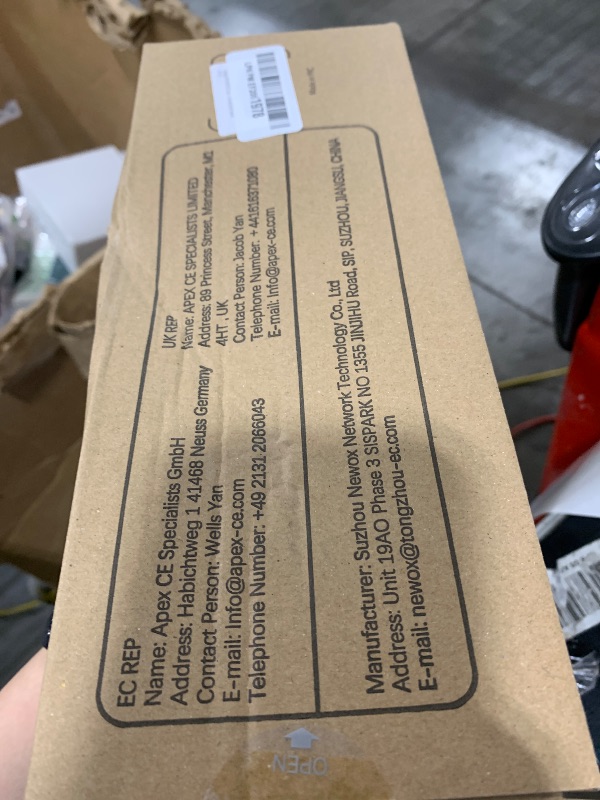 EC REP
Name: Apex CE Specialists GmbH
Address: Habichtweg 1 41468 Neuss Germany
Contact Person: Wells Yan
E-mail: Info@apex-ce.com
Telephone Number: +49 2131 2066043
UK REP
Name: APEX CE SPECIALISTS LIMITED
Address: 89 Princess Street, Manchester, M1
4HT , UK
Contact Person: Jacob Yan
Telephone Number: + 441616371080
E-mail: Info@apex-ce.com
Manufacturer: Suzhou Newox Network Technology Co., Ltd
Address: Unit 19AO Phase 3 SISPARK NO 1355 JINJIHU Road, SIP, SUZHOU, JIANGSU, CHINA
E-mail: newox@tongzhou-ec.com
OPEN